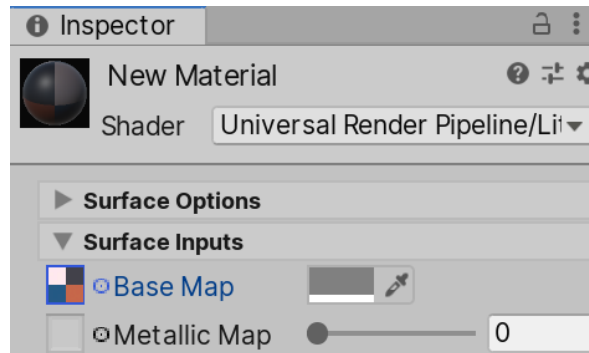 Inspector
New Material
Shader Universal Render Pipeline/Lit
Surface Options
Surface Inputs
Base Map
Metallic Map 0